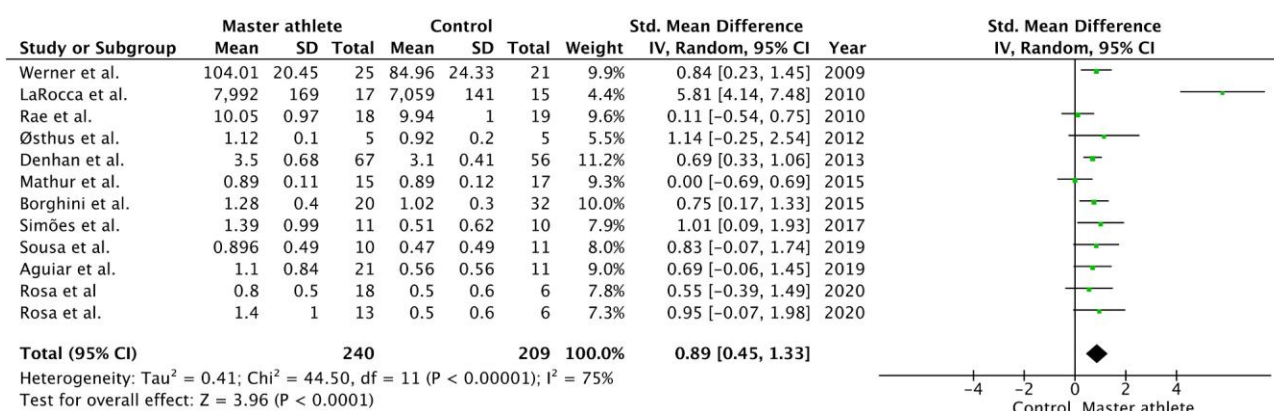 Master athlete Control Std. Mean Difference Std. Mean Difference
Study or Subgroup Mean SD Total Mean SD Total Weight IV, Random, 95% CI Year IV, Random, 95% CI
Werner et al. 104.01 20.45 25 84.96 24.33 21 9.9% 0.84 [0.23, 1.45] 2009
LaRocca et al. 7,992 169 17 7,059 141 15 4.4% 5.81 [4.14, 7.48] 2010
Rae et al. 10.05 0.97 18 9.94 1 19 9.6% 0.11 [-0.54, 0.75] 2010
Østhus et al. 1.12 0.1 5 0.92 0.2 5 5.5% 1.14 [-0.25, 2.54] 2012
Denhan et al. 3.5 0.68 67 3.1 0.41 56 11.2% 0.69 [0.33, 1.06] 2013
Mathur et al. 0.89 0.11 15 0.89 0.12 17 9.3% 0.00 [-0.69, 0.69] 2015
Borghini et al. 1.28 0.4 20 1.02 0.3 32 10.0% 0.75 [0.17, 1.33] 2015
Simões et al. 1.39 0.99 11 0.51 0.62 10 7.9% 1.01 [0.09, 1.93] 2017
Sousa et al. 0.896 0.49 10 0.47 0.49 11 8.0% 0.83 [-0.07, 1.74] 2019
Aguiar et al. 1.1 0.84 21 0.56 0.56 11 9.0% 0.69 [-0.06, 1.45] 2019
Rosa et al 0.8 0.5 18 0.5 0.6 6 7.8% 0.55 [-0.39, 1.49] 2020
Rosa et al. 1.4 1 13 0.5 0.6 6 7.3% 0.95 [-0.07, 1.98] 2020
Total (95% CI) 240 209 100.0% 0.89 [0.45, 1.33]
Heterogeneity: Tau² = 0.41; Chi² = 44.50, df = 11 (P < 0.00001); I² = 75%
Test for overall effect: Z = 3.96 (P < 0.0001)
-4 -2 0 2 4
Control Master athlete